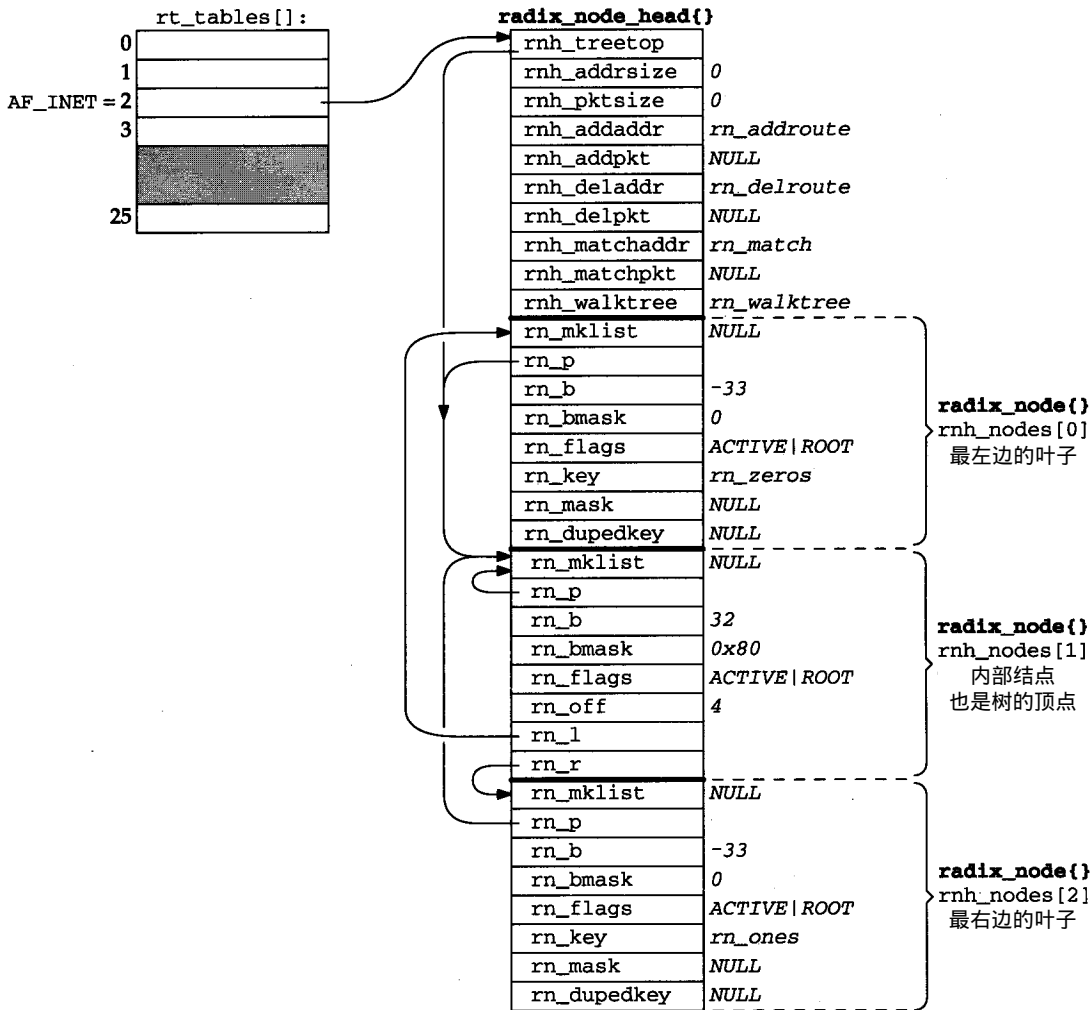 rt_tables[]:
0
1
AF_INET = 2
3
25
radix_node_head{}
rnh_treetop
rnh_addrsize 0
rnh_pktsize 0
rnh_addaddr rn_addroute
rnh_addpkt NULL
rnh_deladdr rn_delroute
rnh_delpkt NULL
rnh_matchaddr rn_match
rnh_matchpkt NULL
rnh_walktree rn_walktree
rn_mklist NULL
rn_p
rn_b -33
rn_bmask 0
rn_flags ACTIVE|ROOT
rn_key rn_zeros
rn_mask NULL
rn_dupedkey NULL
radix_node{}
rnh_nodes[0]
最左边的叶子
rn_mklist NULL
rn_p
rn_b 32
rn_bmask 0x80
rn_flags ACTIVE|ROOT
rn_off 4
rn_l
rn_r
radix_node{}
rnh_nodes[1]
内部结点
也是树的顶点
rn_mklist NULL
rn_p
rn_b -33
rn_bmask 0
rn_flags ACTIVE|ROOT
rn_key rn_ones
rn_mask NULL
rn_dupedkey NULL
radix_node{}
rnh_nodes[2]
最右边的叶子